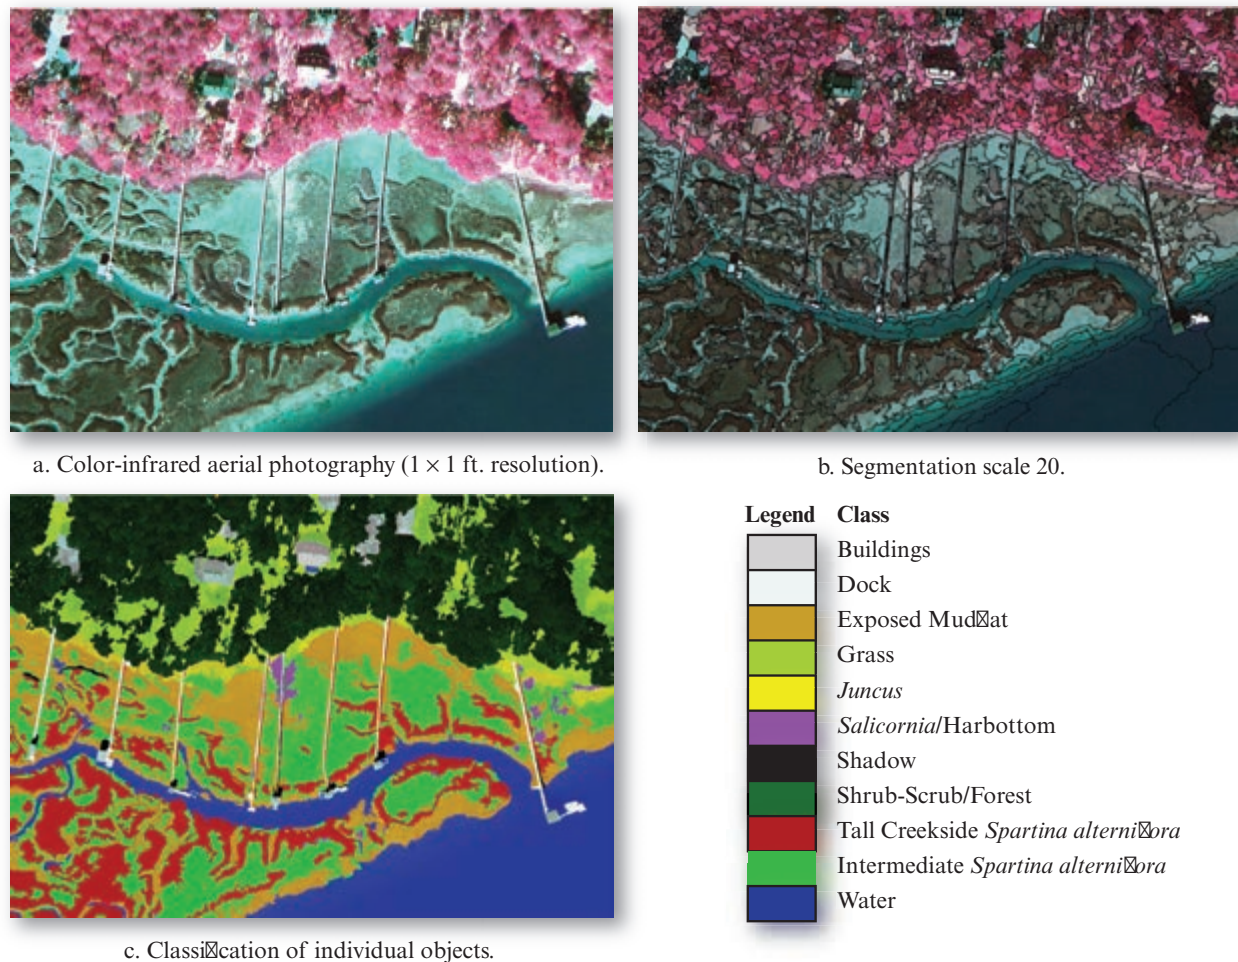 a. Color-infrared aerial photography (1 × 1 ft. resolution).
b. Segmentation scale 20.
Legend Class
Buildings
Dock
Exposed Mud�at
Grass
Juncus
Salicornia/Harbottom
Shadow
Shrub-Scrub/Forest
Tall Creekside Spartina alterni�ora
Intermediate Spartina alterni�ora
Water
c. Classi�cation of individual objects.